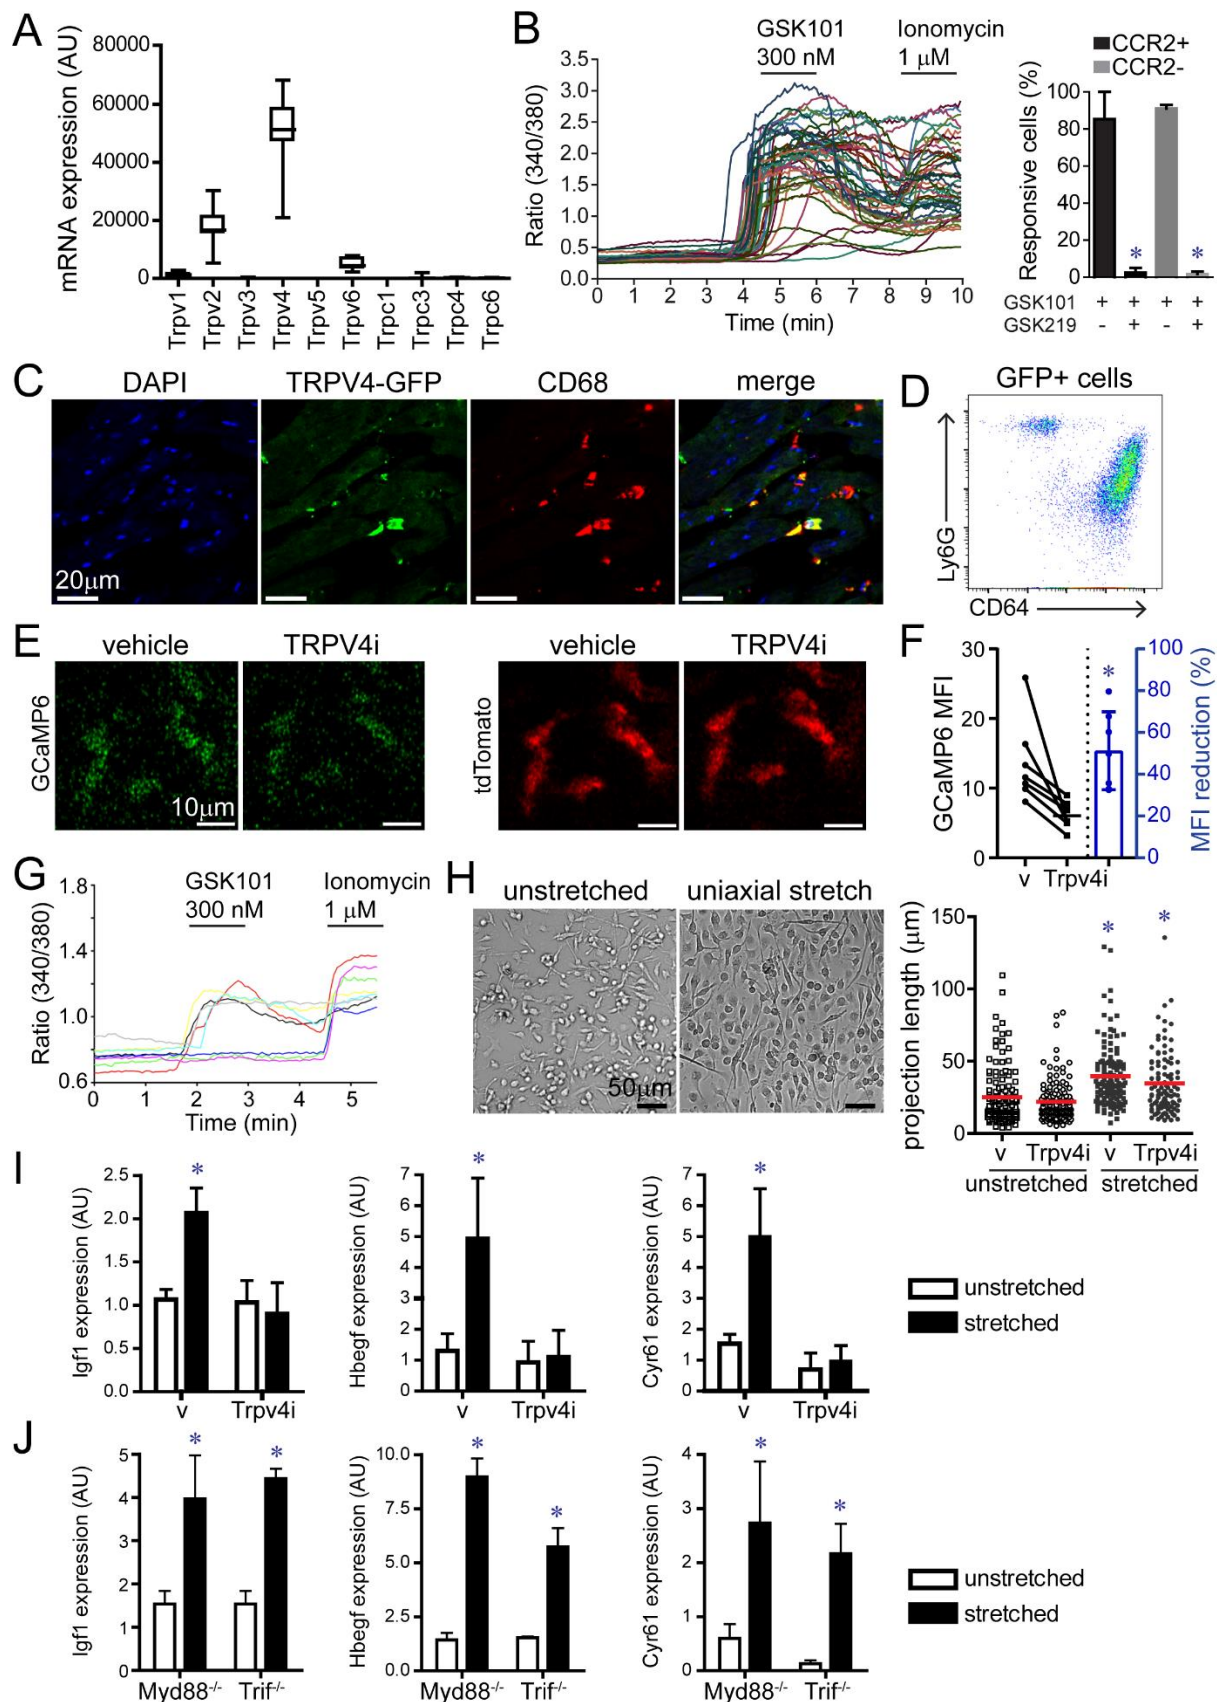 A
mRNA expression (AU)
80000
60000
40000
20000
0
Trpv1
Trpv2
Trpv3
Trpv4
Trpv5
Trpv6
Trpc1
Trpc3
Trpc4
Trpc6
B
GSK101
300 nM
Ionomycin
1 μM
Ratio (340/380)
3.5
3.0
2.5
2.0
1.5
1.0
0.5
0.0
0 1 2 3 4 5 6 7 8 9 10
Time (min)
CCR2+
CCR2-
Responsive cells (%)
100
80
60
40
20
0
* *
GSK101 + + + +
GSK219 - + - +
C
DAPI
TRPV4-GFP
CD68
merge
20μm
D
GFP+ cells
Ly6G
CD64
E
vehicle
TRPV4i
vehicle
TRPV4i
GCaMP6
10μm
tdTomato
F
GCaMP6 MFI
30
20
10
0
v Trpv4i
*
100
80
60
40
20
0
MFI reduction (%)
G
GSK101
300 nM
Ionomycin
1 μM
Ratio (340/380)
1.8
1.4
1.0
0.6
0 1 2 3 4 5
Time (min)
H
unstretched
uniaxial stretch
50μm
projection length (μm)
150
100
50
0
* *
v Trpv4i v Trpv4i
unstretched stretched
I
Igf1 expression (AU)
2.5
2.0
1.5
1.0
0.5
0.0
*
v Trpv4i
Hbegf expression (AU)
7
6
5
4
3
2
1
0
*
v Trpv4i
Cyr61 expression (AU)
7
6
5
4
3
2
1
0
*
v Trpv4i
unstretched
stretched
J
Igf1 expression (AU)
5
4
3
2
1
0
* *
Myd88-/- Trif-/-
Hbegf expression (AU)
10.0
7.5
5.0
2.5
0.0
* *
Myd88-/- Trif-/-
Cyr61 expression (AU)
4
3
2
1
0
* *
Myd88-/- Trif-/-
unstretched
stretched